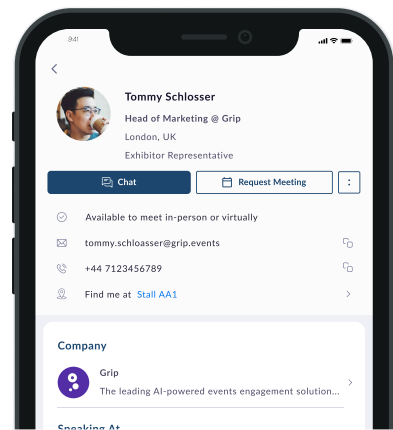 9:41
Tommy Schlosser
Head of Marketing @ Grip
London, UK
Exhibitor Representative
Chat
Request Meeting
Available to meet in-person or virtually
tommy.schloasser@grip.events
+44 7123456789
Find me at Stall AA1
Company
Grip
The leading AI-powered events engagement solution...
Speaking At